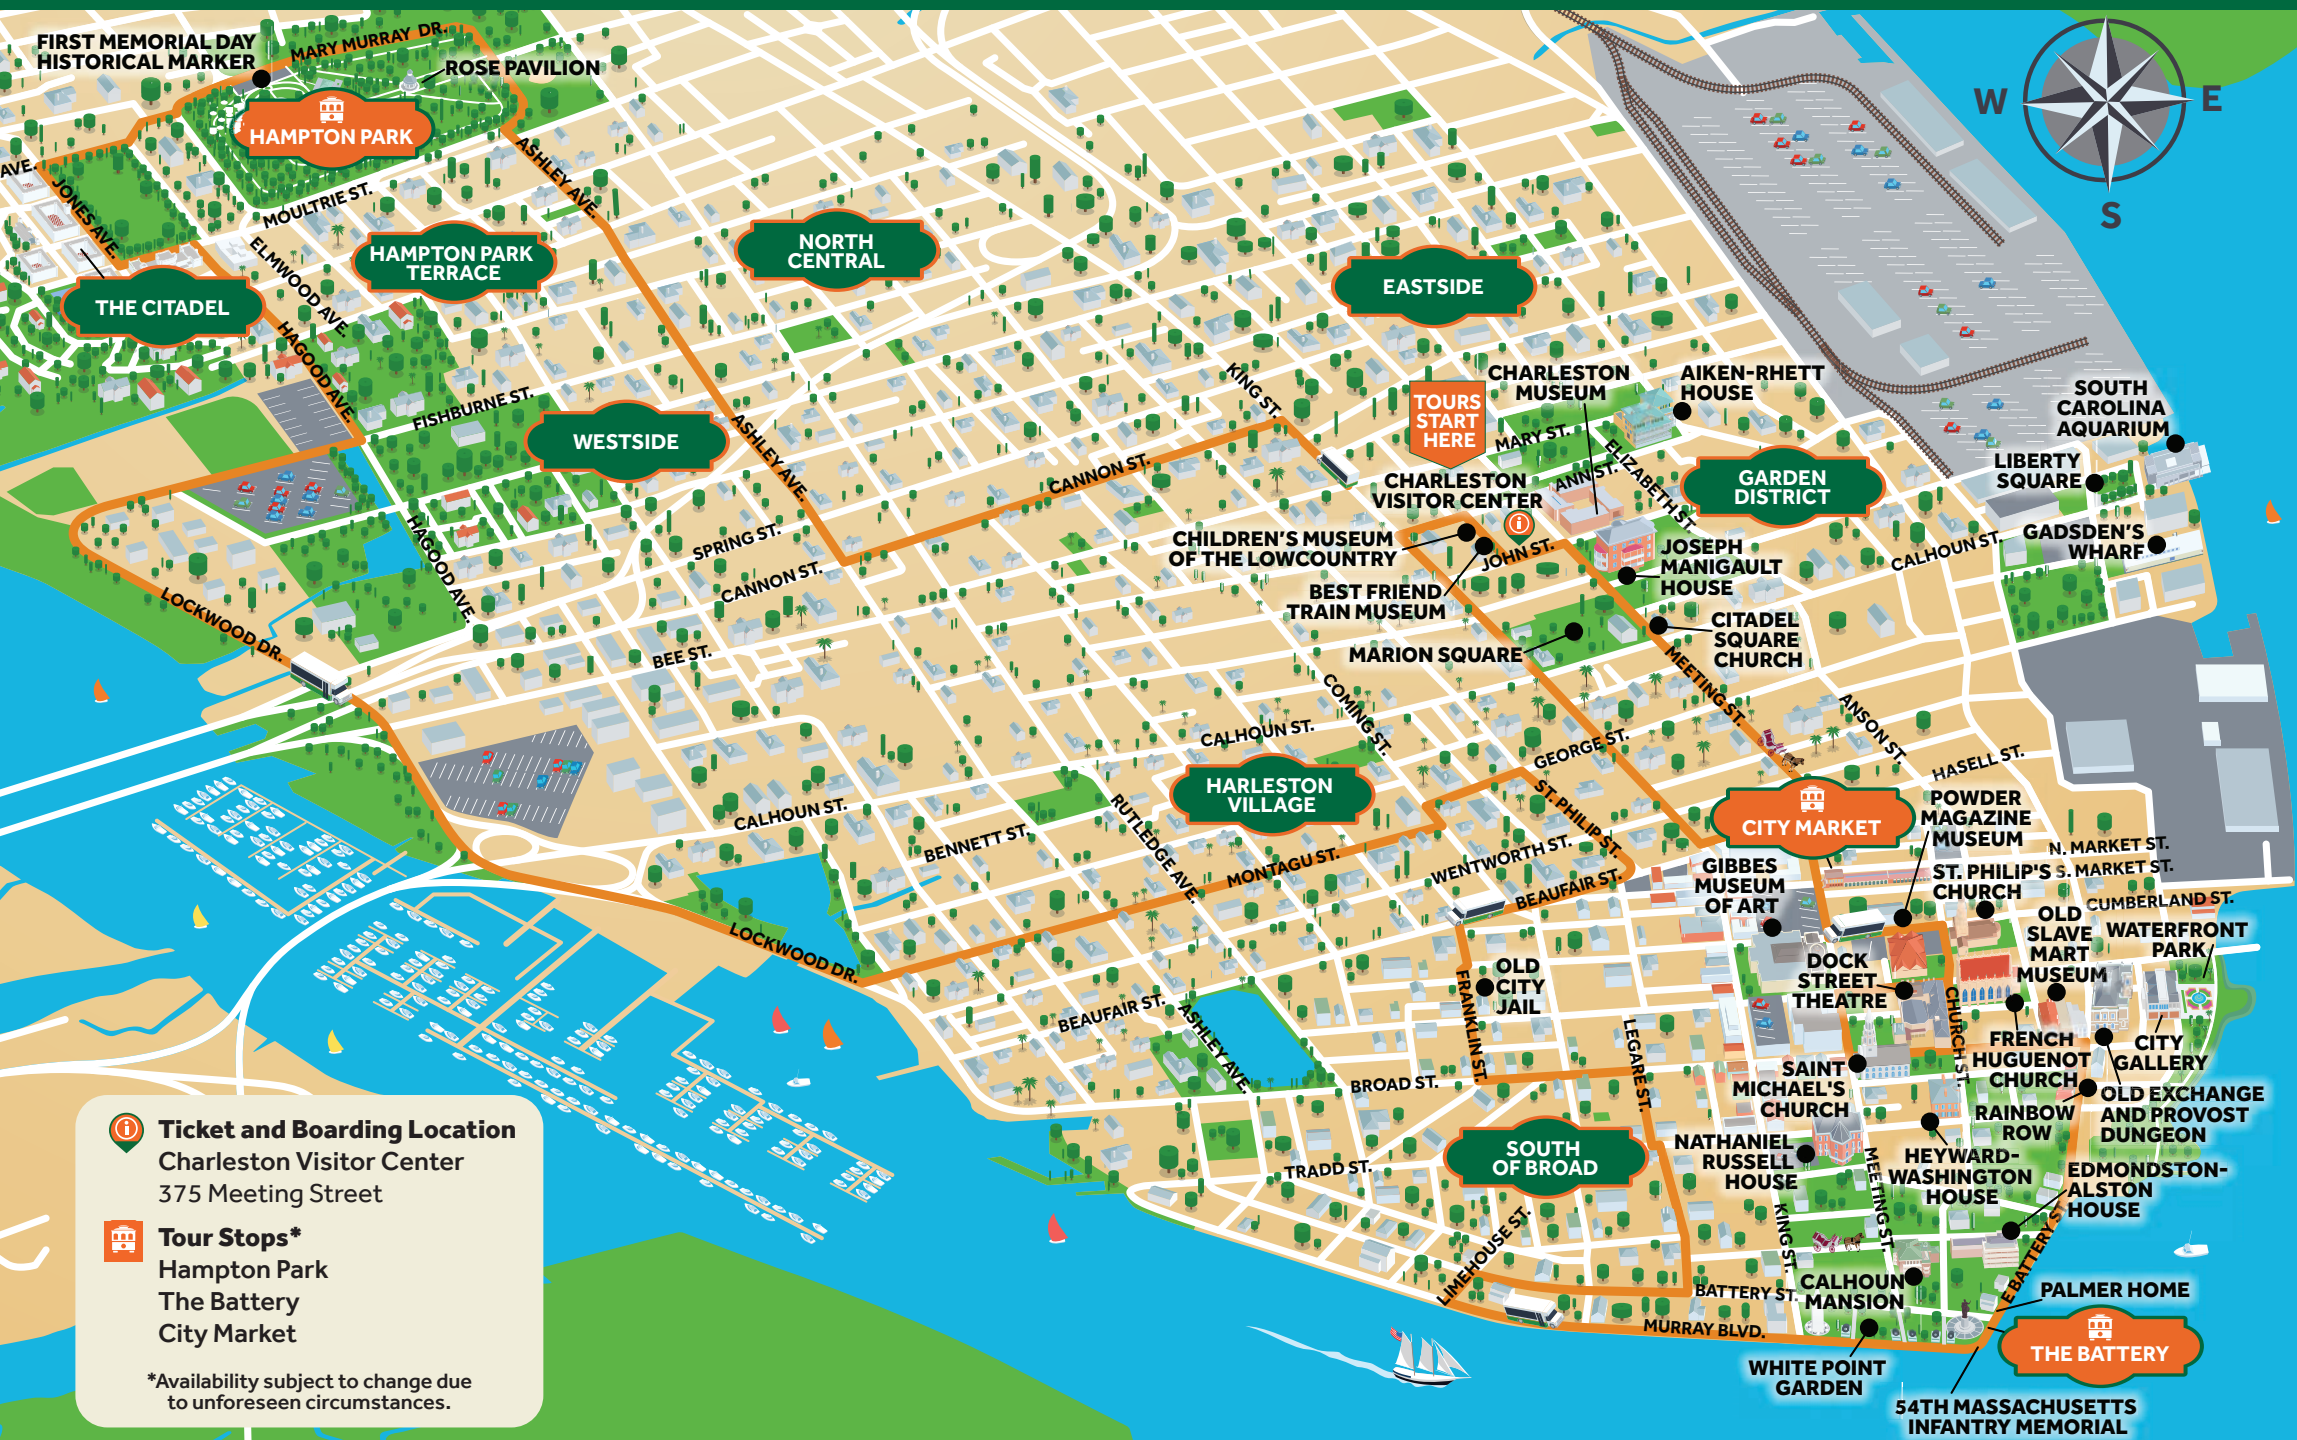 FIRST MEMORIAL DAY
HISTORICAL MARKER
MARY MURRAY DR.
ROSE PAVILION
HAMPTON PARK
AVE.
JONES AVE.
MOULTRIE ST.
ASHLEY AVE.
ELMWOOD AVE.
HAMPTON PARK
TERRACE
THE CITADEL
HAGOOD AVE.
NORTH
CENTRAL
EASTSIDE
W
E
S
FISHBURNE ST.
WESTSIDE
ASHLEY AVE.
KING ST.
CANNON ST.
TOURS
START
HERE
CHARLESTON
MUSEUM
AIKEN-RHETT
HOUSE
MARY ST.
ANN ST.
ELIZABETH ST.
GARDEN
DISTRICT
SOUTH
CAROLINA
AQUARIUM
LIBERTY
SQUARE
GADSDEN'S
WHARF
CALHOUN ST.
CHARLESTON
VISITOR CENTER
CHILDREN'S MUSEUM
OF THE LOWCOUNTRY
JOHN ST.
BEST FRIEND
TRAIN MUSEUM
JOSEPH
MANIGAULT
HOUSE
CITADEL
SQUARE
CHURCH
MARION SQUARE
MEETING ST.
HAGOOD AVE.
SPRING ST.
CANNON ST.
LOCKWOOD DR.
BEE ST.
COMING ST.
CALHOUN ST.
GEORGE ST.
ANSON ST.
HASELL ST.
HARLESTON
VILLAGE
CALHOUN ST.
BENNETT ST.
RUTLEDGE AVE.
MONTAGU ST.
ST. PHILIP ST.
WENTWORTH ST.
BEAUFAIR ST.
CITY MARKET
POWDER
MAGAZINE
MUSEUM
N. MARKET ST.
S. MARKET ST.
CUMBERLAND ST.
GIBBES
MUSEUM
OF ART
ST. PHILIP'S
CHURCH
OLD
SLAVE
MART
MUSEUM
WATERFRONT
PARK
LOCKWOOD DR.
OLD
CITY
JAIL
DOCK
STREET
THEATRE
CHURCH ST.
BEAUFAIR ST.
ASHLEY AVE.
FRANKLIN ST.
LEGARE ST.
BROAD ST.
FRENCH
HUGUENOT
CHURCH
CITY
GALLERY
SAINT
MICHAEL'S
CHURCH
RAINBOW
ROW
OLD EXCHANGE
AND PROVOST
DUNGEON
SOUTH
OF BROAD
TRADD ST.
NATHANIEL
RUSSELL
HOUSE
MEETING ST.
HEYWARD-
WASHINGTON
HOUSE
EDMONDSTON-
ALSTON
HOUSE
KING ST.
LIMEHOUSE ST.
BATTERY ST.
CALHOUN
MANSION
E BATTERY ST
PALMER HOME
MURRAY BLVD.
THE BATTERY
WHITE POINT
GARDEN
54TH MASSACHUSETTS
INFANTRY MEMORIAL
Ticket and Boarding Location
Charleston Visitor Center
375 Meeting Street
Tour Stops*
Hampton Park
The Battery
City Market
*Availability subject to change due
to unforeseen circumstances.